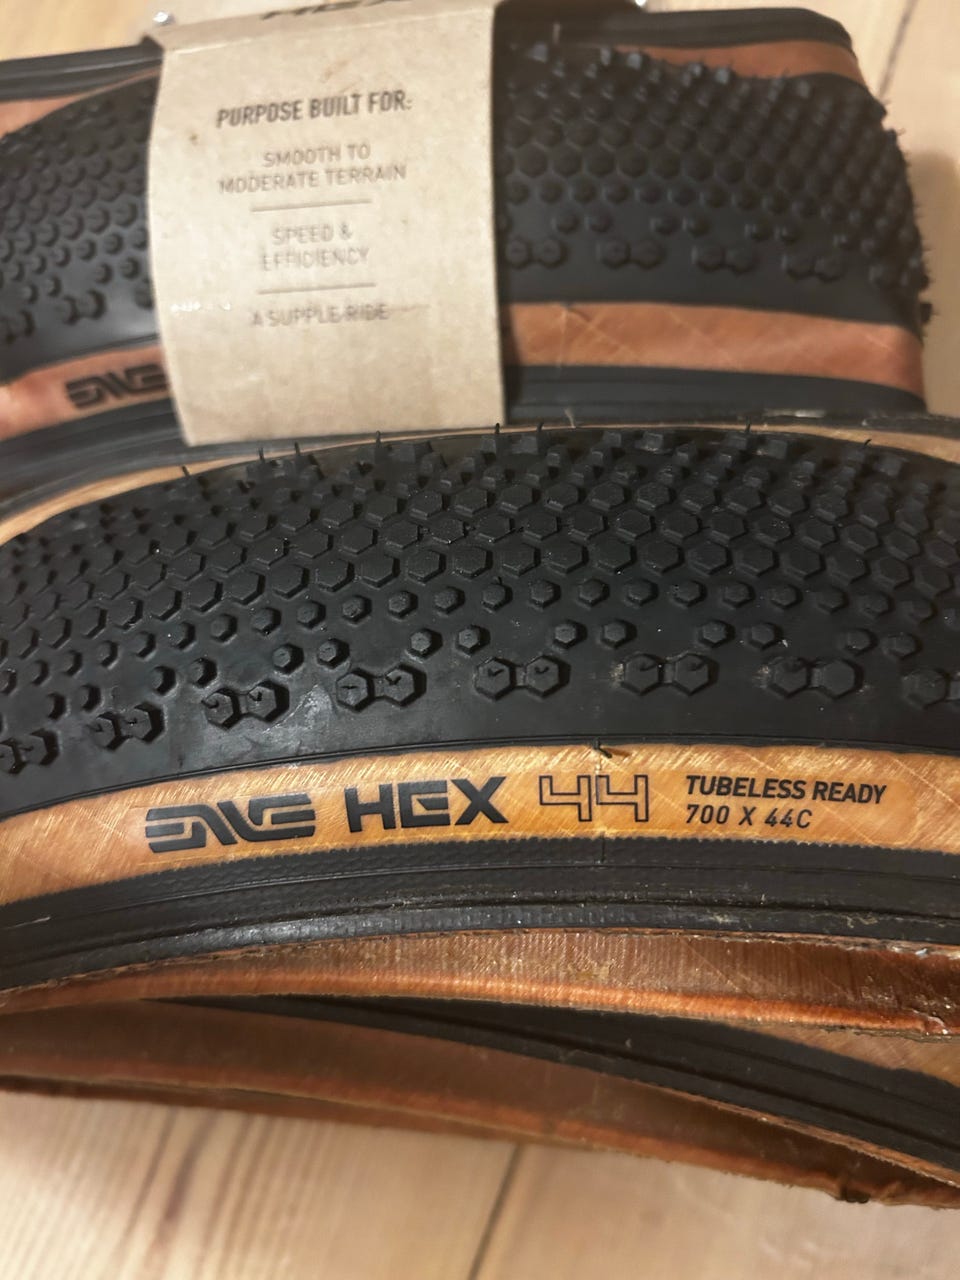 PURPOSE BUILT FOR:
SMOOTH TO
MODERATE TERRAIN
SPEED &
EFFICIENCY
A SUPPLE RIDE
ENVE
ENVE HEX 44 TUBELESS READY
700 X 44C